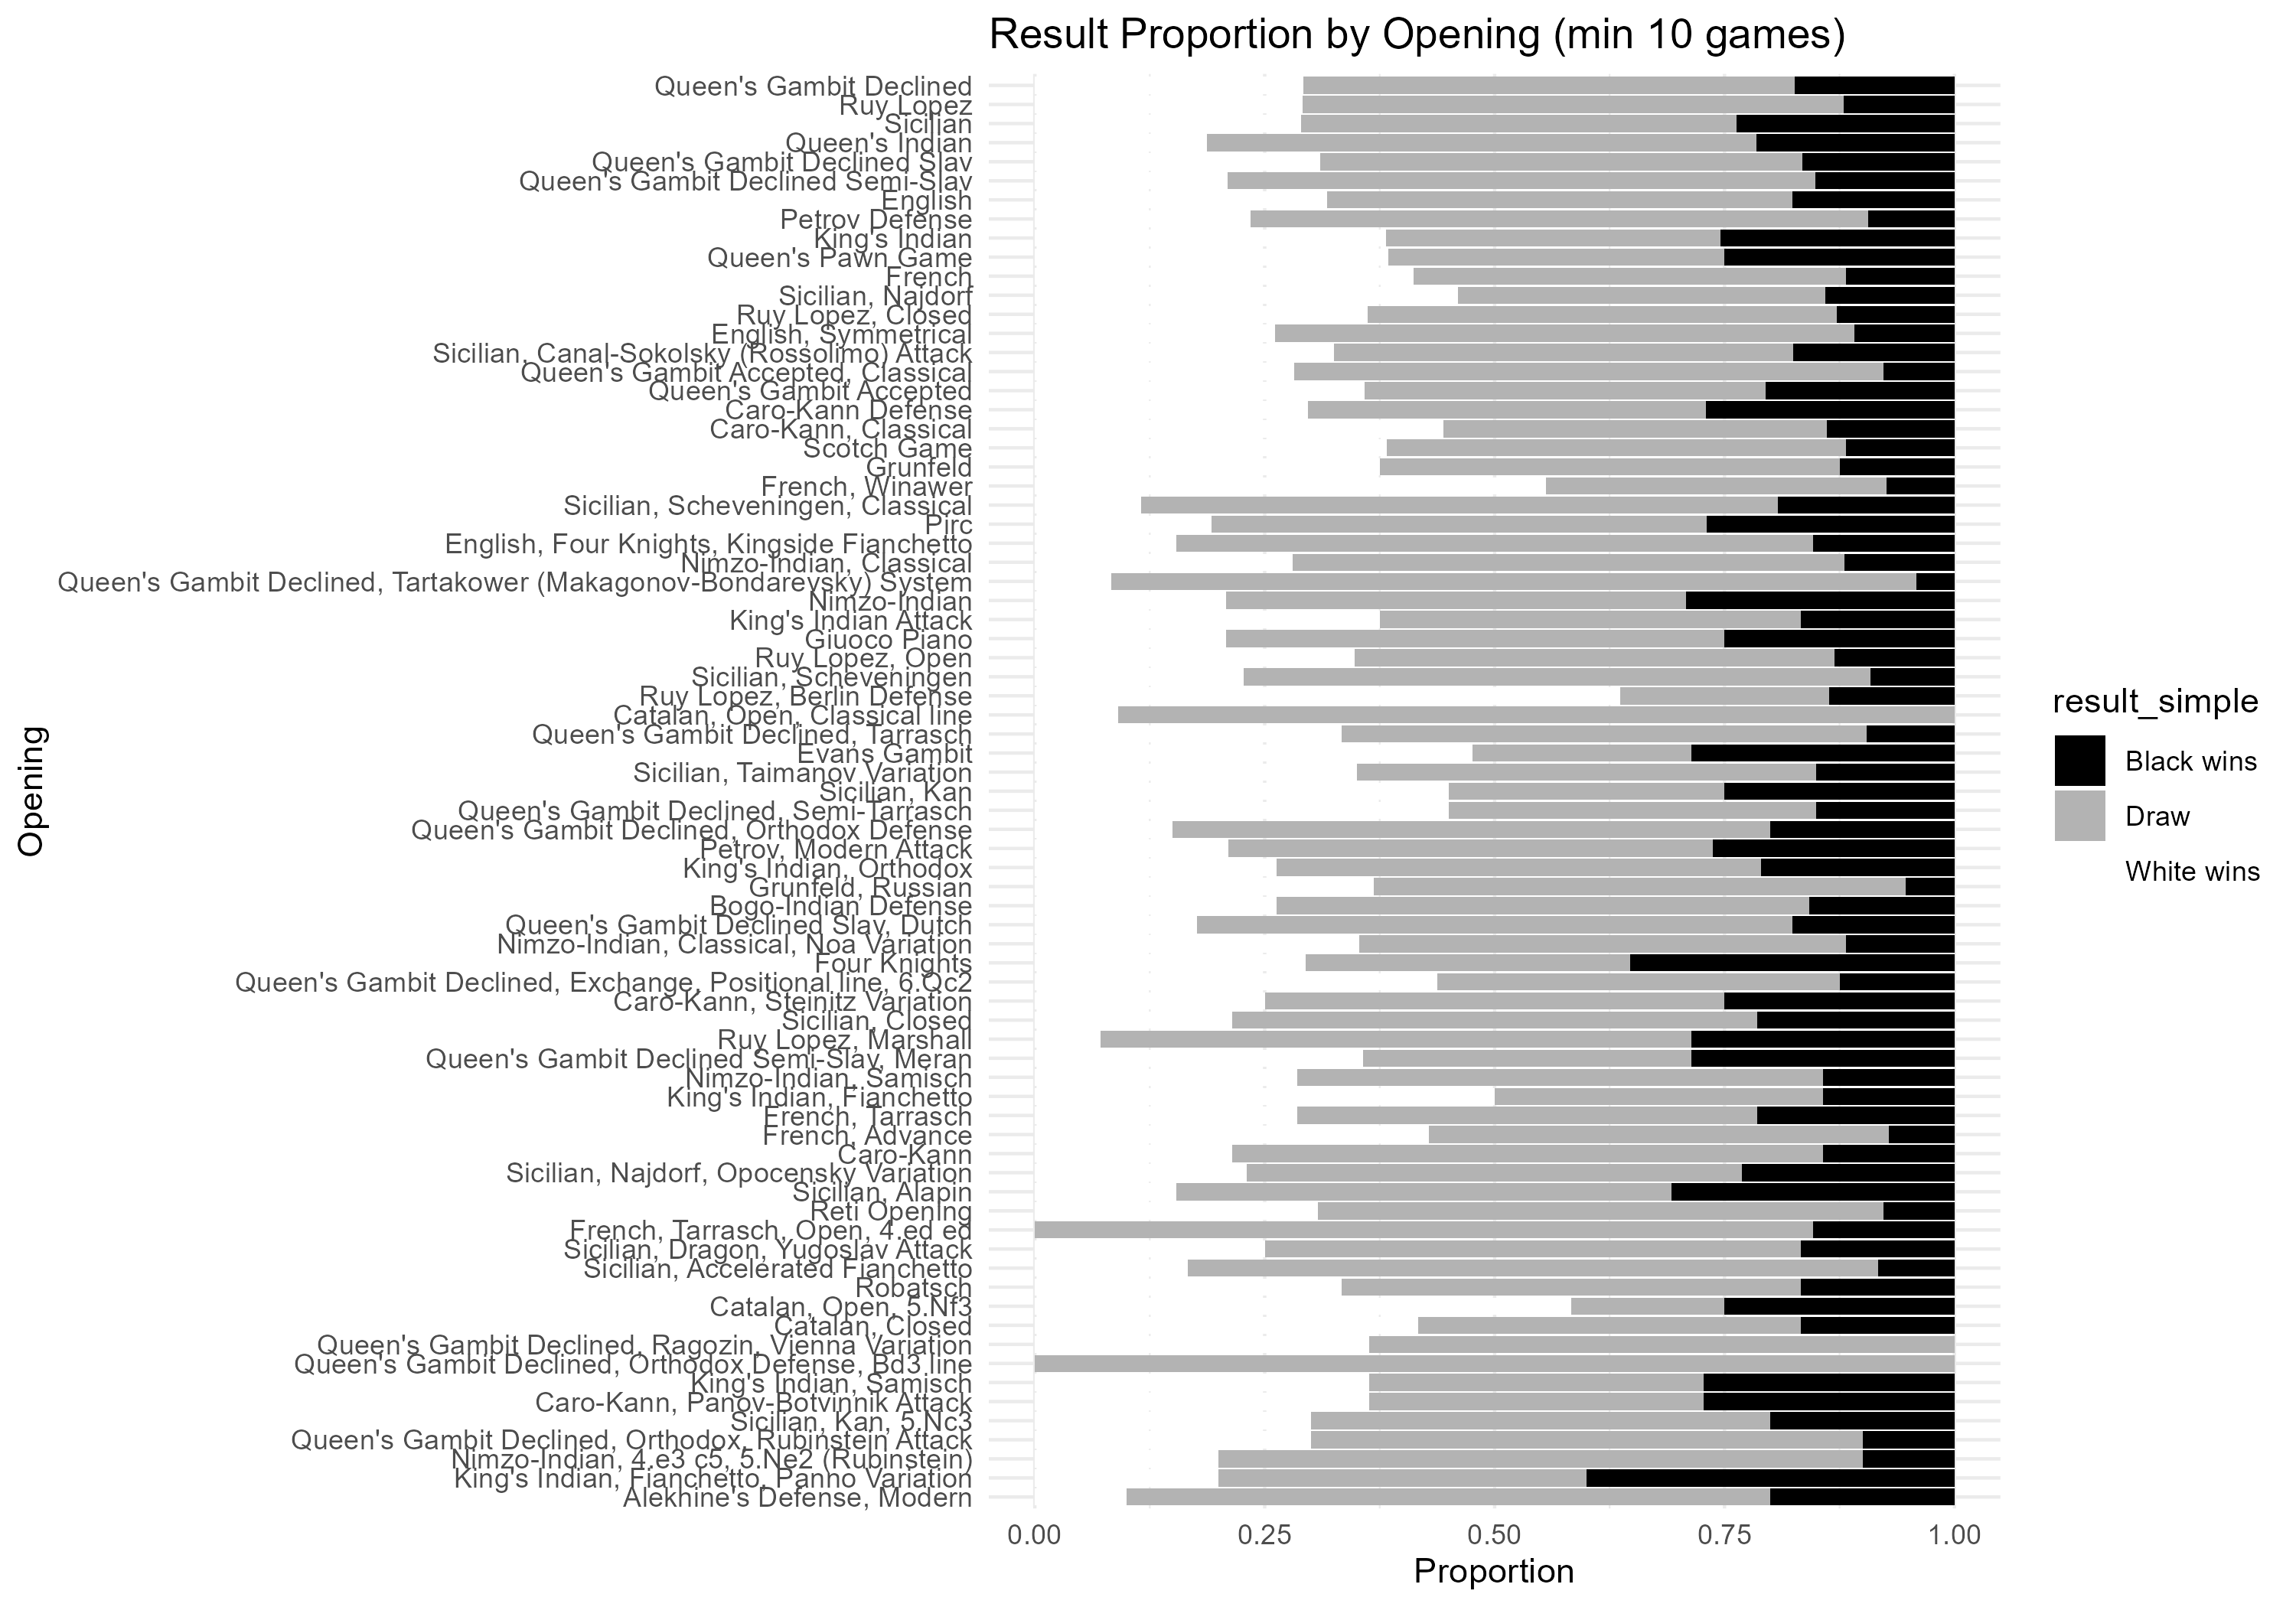 Result Proportion by Opening (min 10 games)
Queen's Gambit Declined
Ruy Lopez
Sicilian
Queen's Indian
Queen's Gambit Declined Slav
Queen's Gambit Declined Semi-Slav
English
Petrov Defense
King's Indian
Queen's Pawn Game
French
Sicilian, Najdorf
Ruy Lopez, Closed
English, Symmetrical
Sicilian, Canal-Sokolsky (Rossolimo) Attack
Queen's Gambit Accepted, Classical
Queen's Gambit Accepted
Caro-Kann Defense
Caro-Kann, Classical
Scotch Game
Grunfeld
French, Winawer
Sicilian, Scheveningen, Classical
Pirc
English, Four Knights, Kingside Fianchetto
Nimzo-Indian, Classical
Queen's Gambit Declined, Tartakower (Makagonov-Bondarevsky) System
Nimzo-Indian
King's Indian Attack
Giuoco Piano
Ruy Lopez, Open
Sicilian, Scheveningen
Ruy Lopez, Berlin Defense
Catalan, Open, Classical line
Queen's Gambit Declined, Tarrasch
Evans Gambit
Sicilian, Taimanov Variation
Sicilian, Kan
Queen's Gambit Declined, Semi-Tarrasch
Queen's Gambit Declined, Orthodox Defense
Petrov, Modern Attack
King's Indian, Orthodox
Grunfeld, Russian
Bogo-Indian Defense
Queen's Gambit Declined Slav, Dutch
Nimzo-Indian, Classical, Noa Variation
Four Knights
Queen's Gambit Declined, Exchange, Positional line, 6.Qc2
Caro-Kann, Steinitz Variation
Sicilian, Closed
Ruy Lopez, Marshall
Queen's Gambit Declined Semi-Slav, Meran
Nimzo-Indian, Samisch
King's Indian, Fianchetto
French, Tarrasch
French, Advance
Caro-Kann
Sicilian, Najdorf, Opocensky Variation
Sicilian, Alapin
Reti Opening
French, Tarrasch, Open, 4.ed ed
Sicilian, Dragon, Yugoslav Attack
Sicilian, Accelerated Fianchetto
Robatsch
Catalan, Open, 5.Nf3
Catalan, Closed
Queen's Gambit Declined, Ragozin, Vienna Variation
Queen's Gambit Declined, Orthodox Defense, Bd3 line
King's Indian, Samisch
Caro-Kann, Panov-Botvinnik Attack
Sicilian, Kan, 5.Nc3
Queen's Gambit Declined, Orthodox, Rubinstein Attack
Nimzo-Indian, 4.e3 c5, 5.Ne2 (Rubinstein)
King's Indian, Fianchetto, Panno Variation
Alekhine's Defense, Modern
0.00 0.25 0.50 0.75 1.00
Proportion
Opening
result_simple
Black wins
Draw
White wins